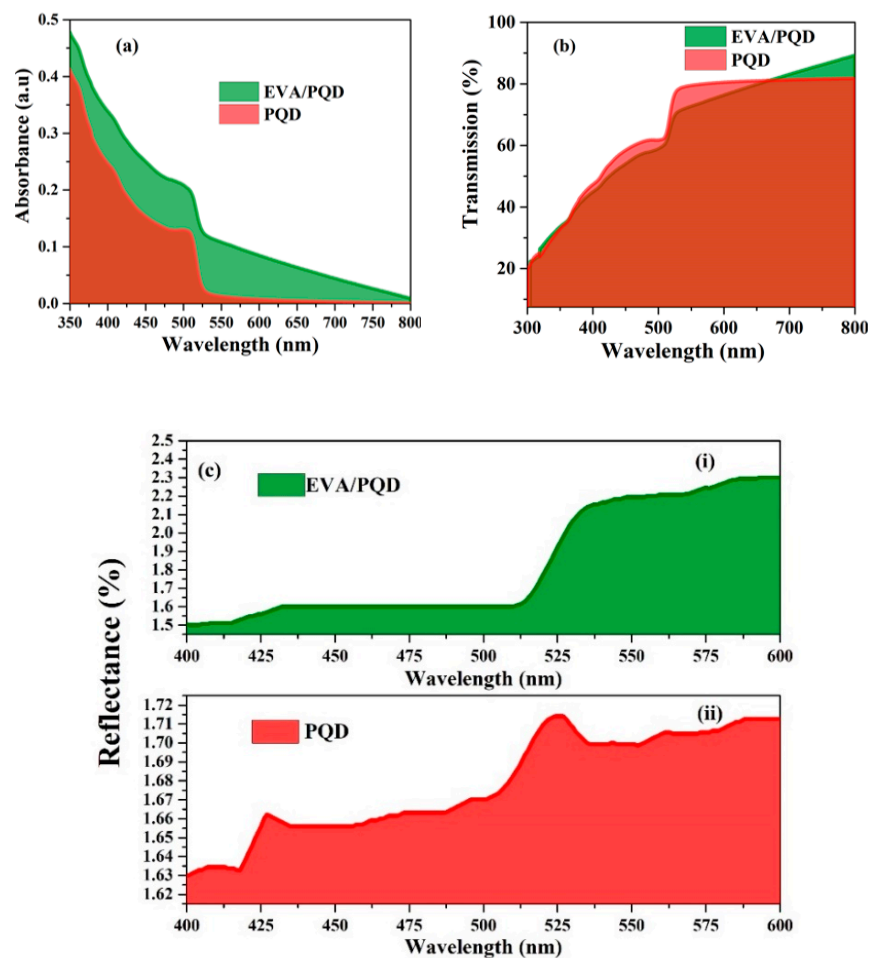 (a)
EVA/PQD
PQD
Absorbance (a.u)
0.5
0.4
0.3
0.2
0.1
0.0
350 400 450 500 550 600 650 700 750 800
Wavelength (nm)
(b)
EVA/PQD
PQD
Transmission (%)
100
80
60
40
20
300 400 500 600 700 800
Wavelength (nm)
Reflectance (%)
(c)
EVA/PQD
(i)
2.5
2.4
2.3
2.2
2.1
2.0
1.9
1.8
1.7
1.6
1.5
400 425 450 475 500 525 550 575 600
Wavelength (nm)
PQD
(ii)
1.72
1.71
1.70
1.69
1.68
1.67
1.66
1.65
1.64
1.63
1.62
400 425 450 475 500 525 550 575 600
Wavelength (nm)